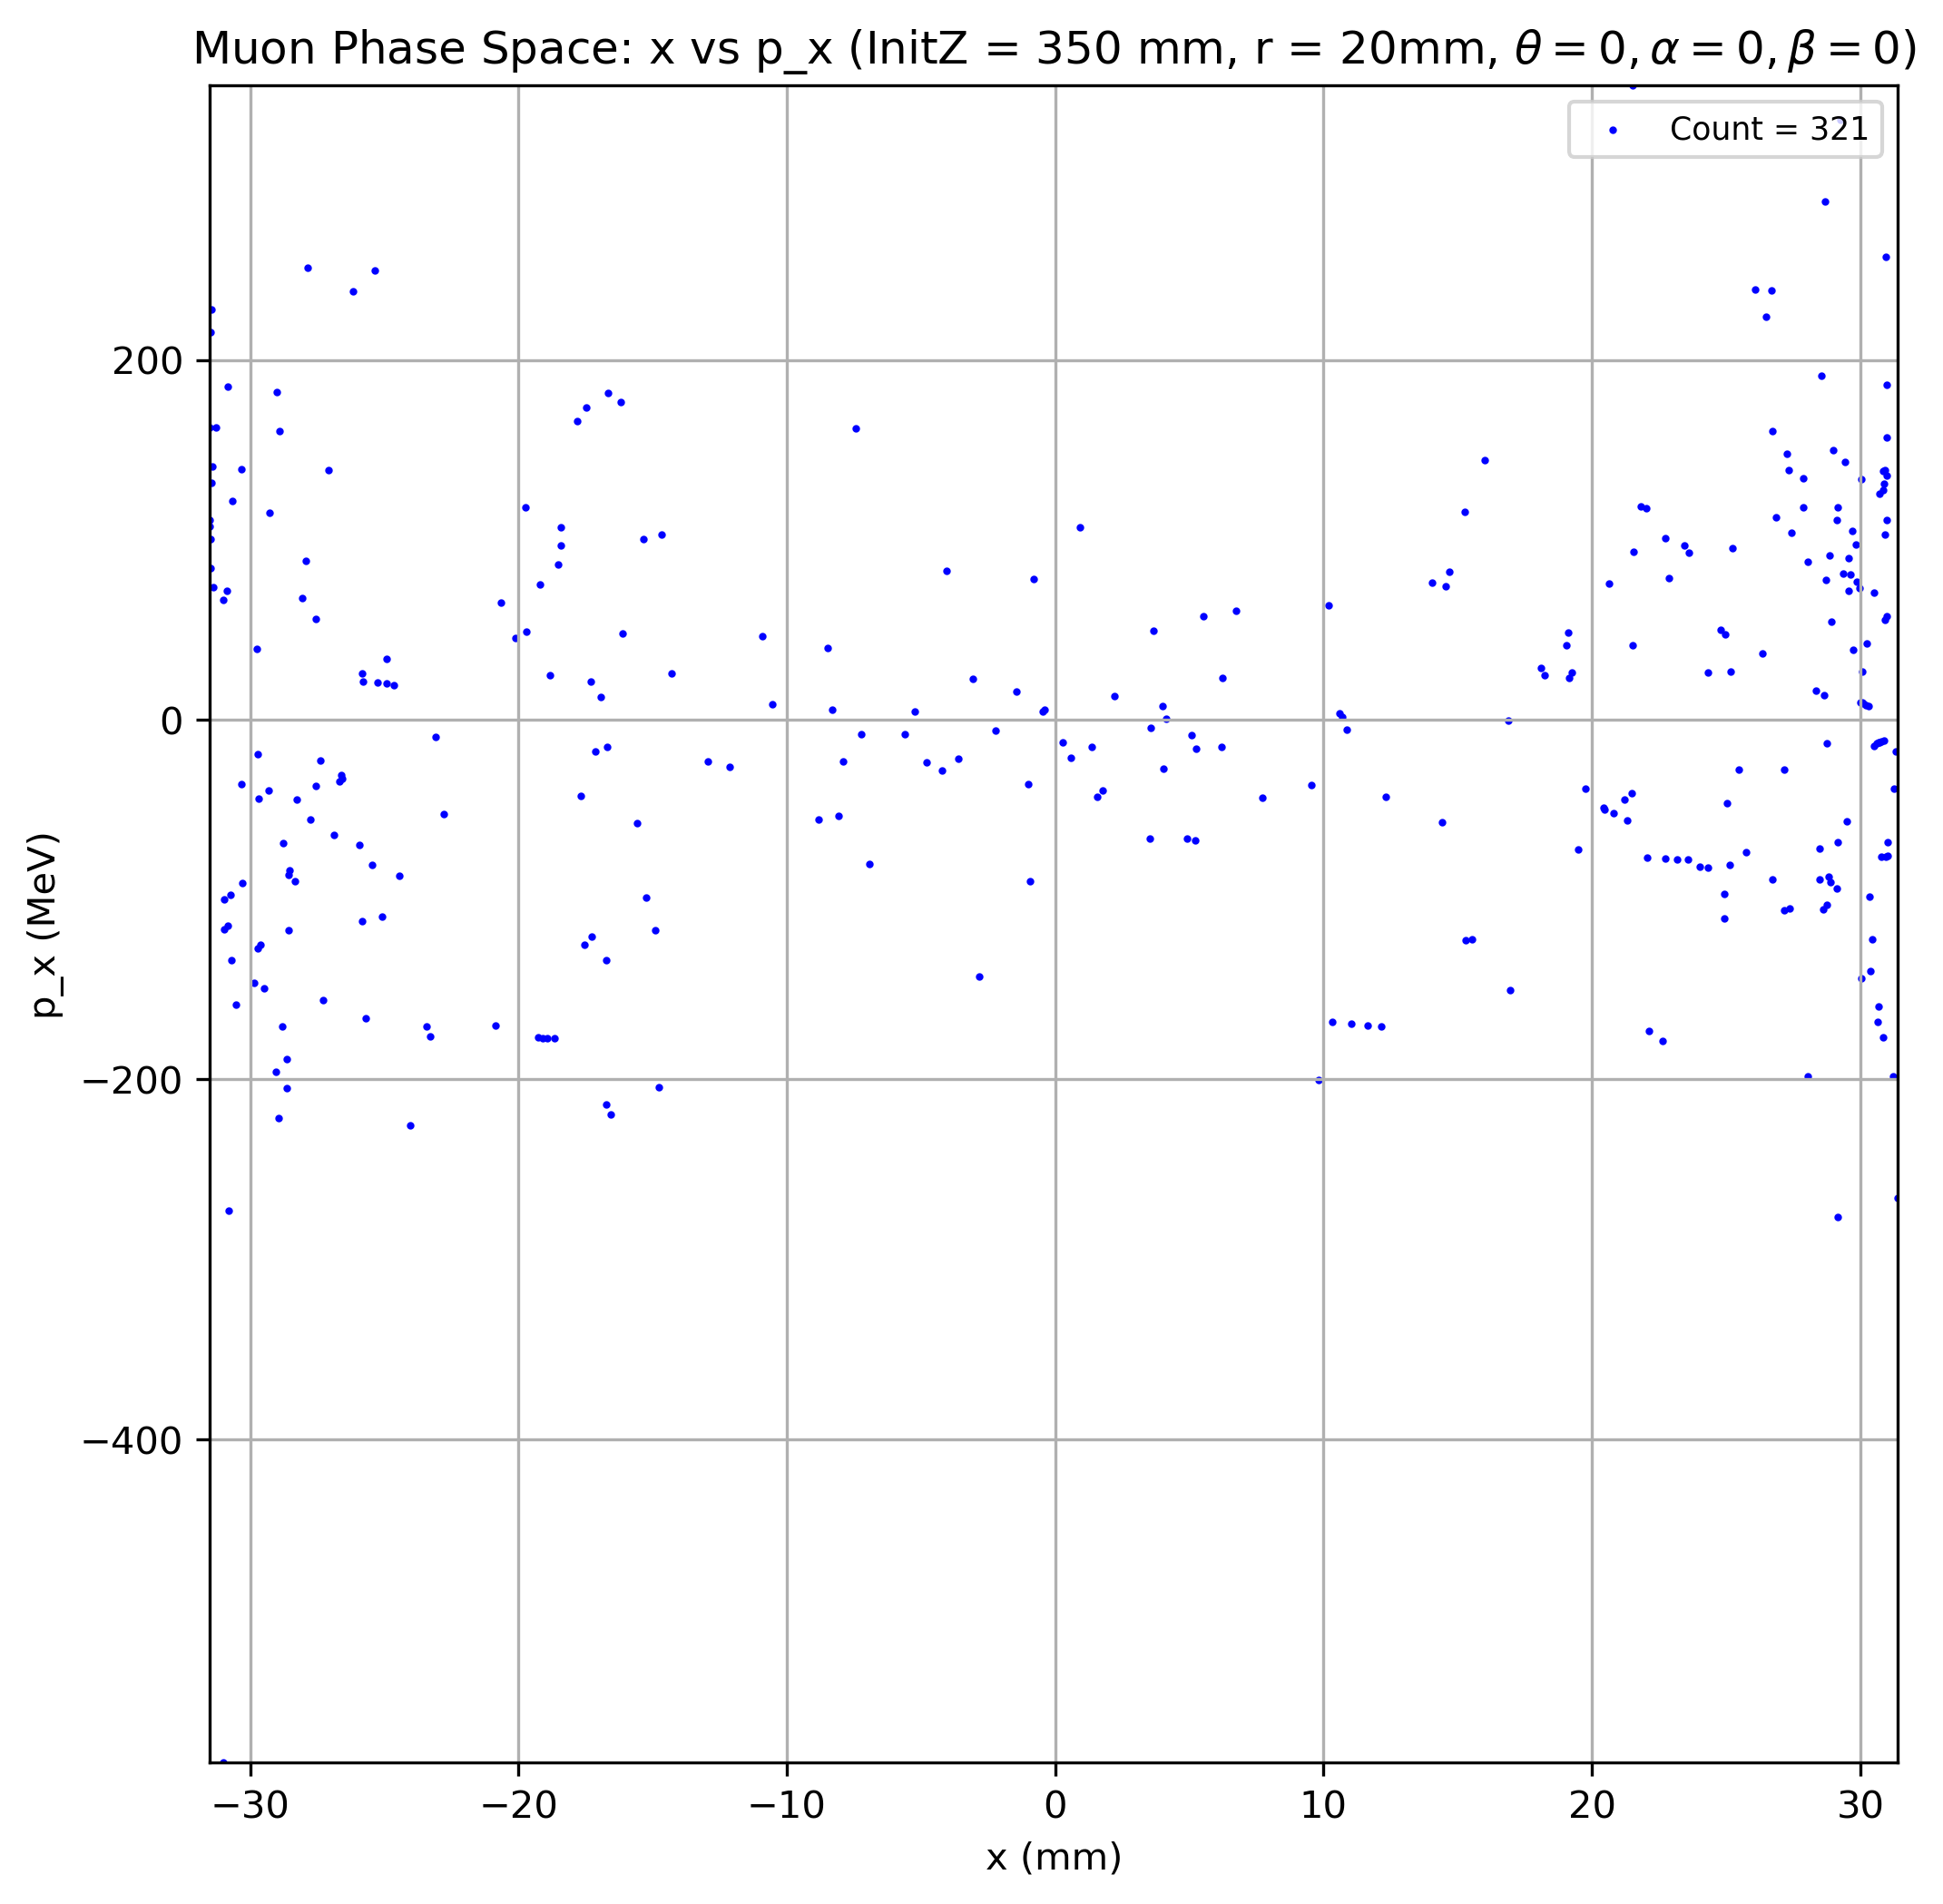 Muon Phase Space: x vs p_x (InitZ = 350 mm, r = 20mm, θ = 0, α = 0, β = 0)
Count = 321
200
0
−200
−400
p_x (MeV)
−30 −20 −10 0 10 20 30
x (mm)